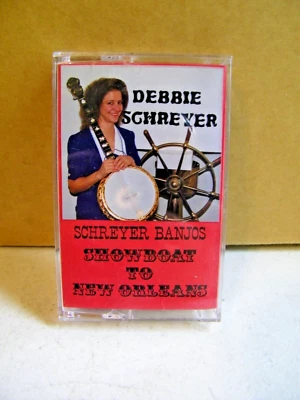 DEBBIE
SCHREYER
SCHREYER BANJOS
SHOWBOAT
TO
NEW ORLEANS